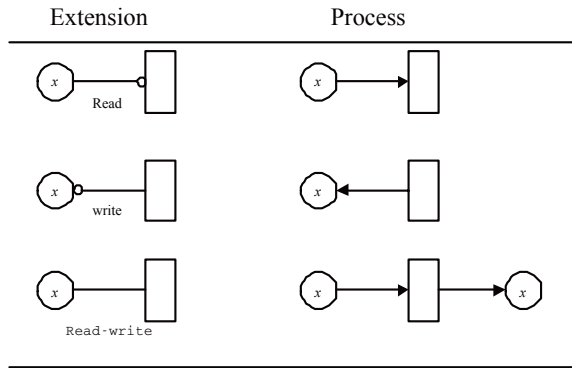 Extension Process
x x
Read
x x
write
x x x
Read-write